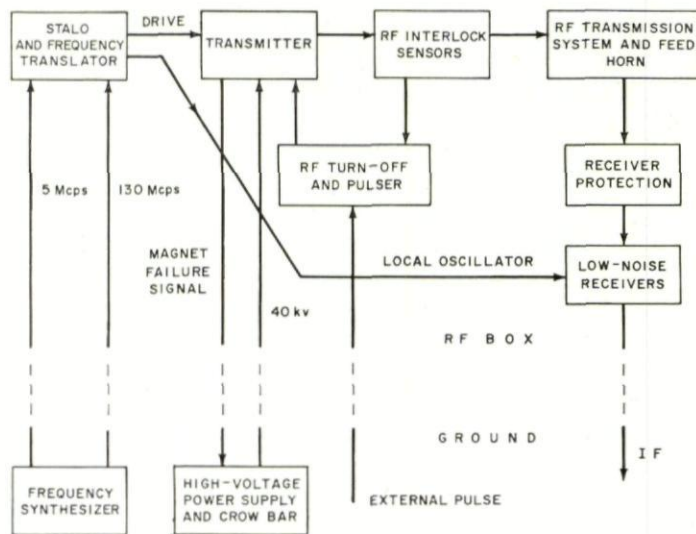 STALO
AND FREQUENCY
TRANSLATOR
DRIVE
TRANSMITTER
RF INTERLOCK
SENSORS
RF TRANSMISSION
SYSTEM AND FEED
HORN
RF TURN-OFF
AND PULSER
RECEIVER
PROTECTION
5 Mcps
130 Mcps
MAGNET
FAILURE
SIGNAL
LOCAL OSCILLATOR
LOW-NOISE
RECEIVERS
40 kv
RF BOX
GROUND
IF
FREQUENCY
SYNTHESIZER
HIGH-VOLTAGE
POWER SUPPLY
AND CROW BAR
EXTERNAL PULSE